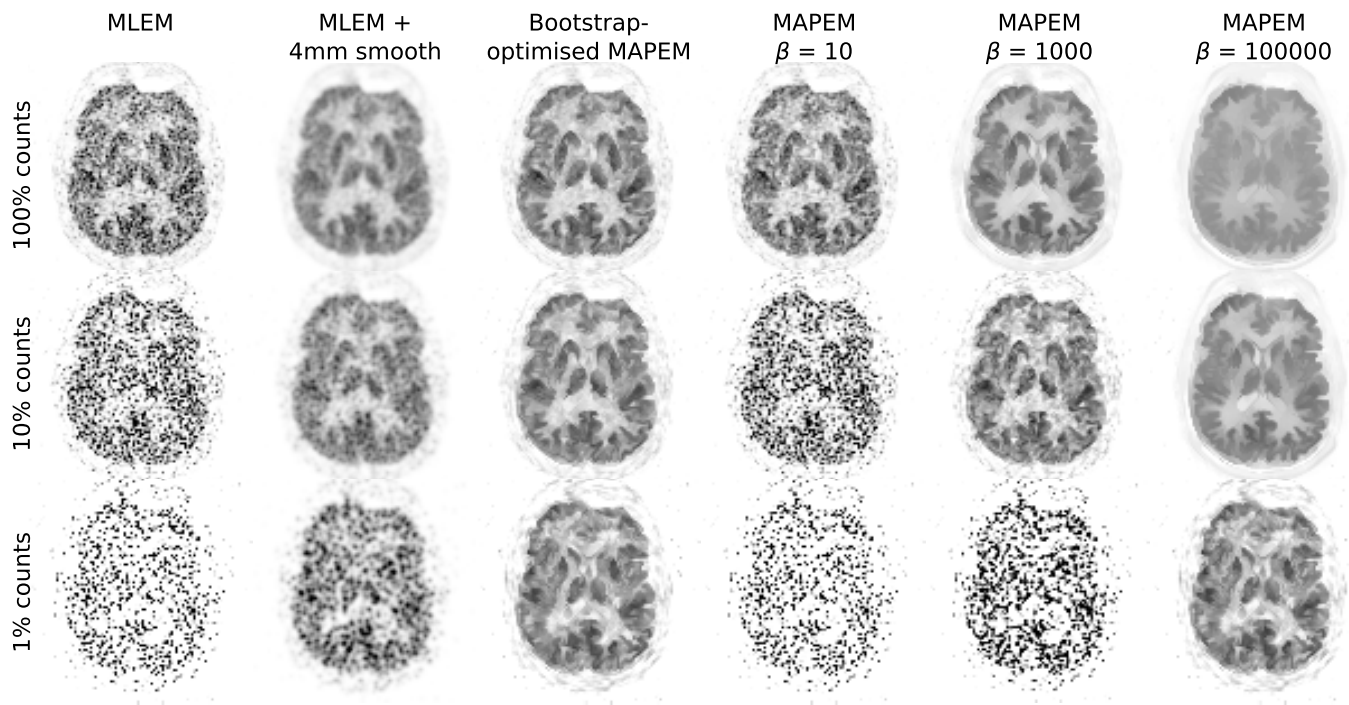 MLEM
MLEM +
4mm smooth
Bootstrap-
optimised MAPEM
MAPEM
β = 10
MAPEM
β = 1000
MAPEM
β = 100000
100% counts
10% counts
1% counts